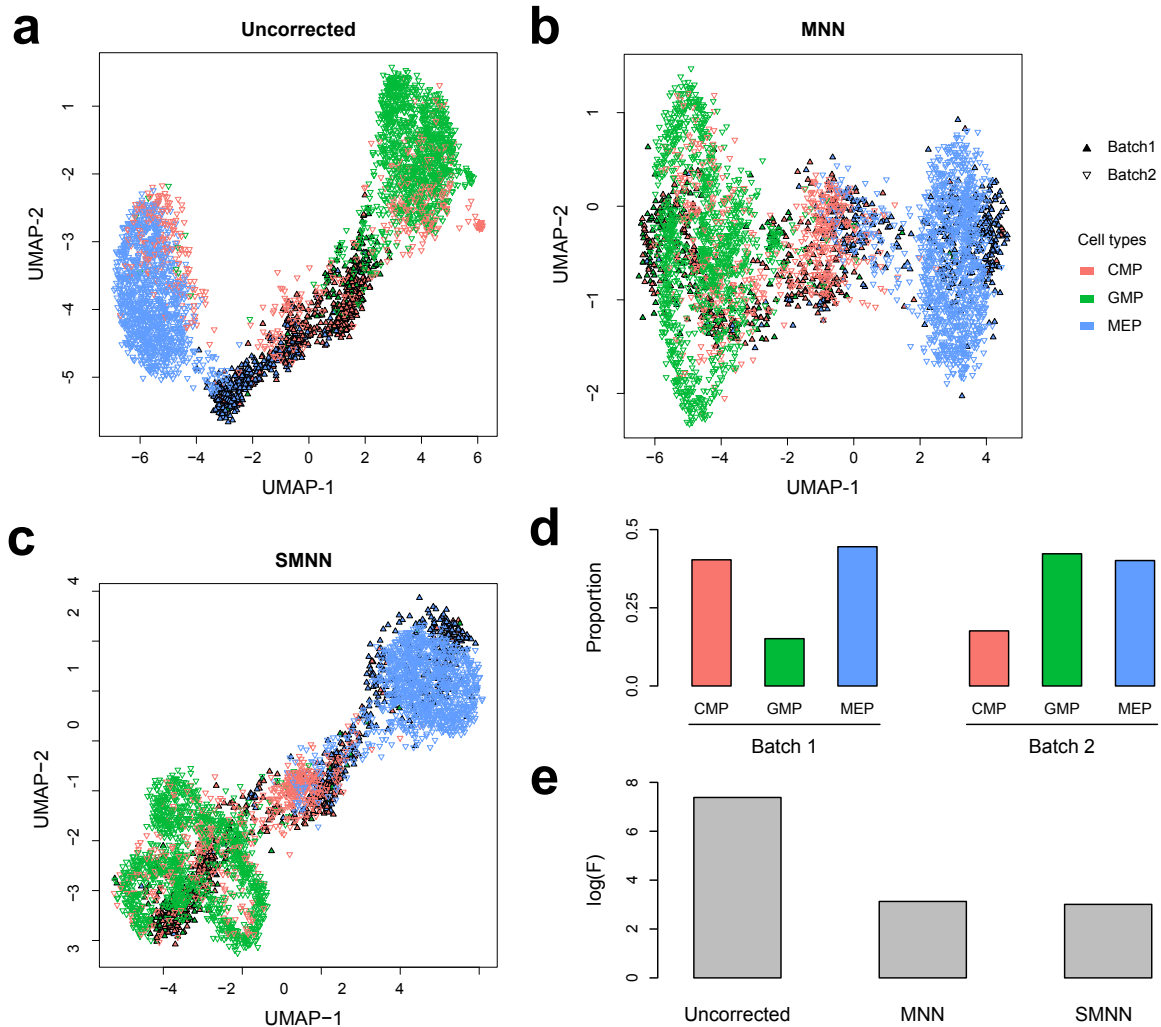 a
Uncorrected
UMAP-2
1
-2
−3
−4
−5
−6
−4
−2
0
2
4
6
UMAP-1
b
MNN
UMAP−2
1
0
−1
−2
−6
−4
-2
0
2
4
UMAP−1
Batch1
Batch2
Cell types
CMP
GMP
MEP
c
SMNN
UMAP−2
4
2
1
0
−1
−2
−3
3
−4
−2
0
2
4
UMAP−1
d
Proportion
0.5
0.25
0.0
CMP
GMP
MEP
CMP
GMP
MEP
Batch 1
Batch 2
e
log(F)
8
6
4
2
0
Uncorrected
MNN
SMNN